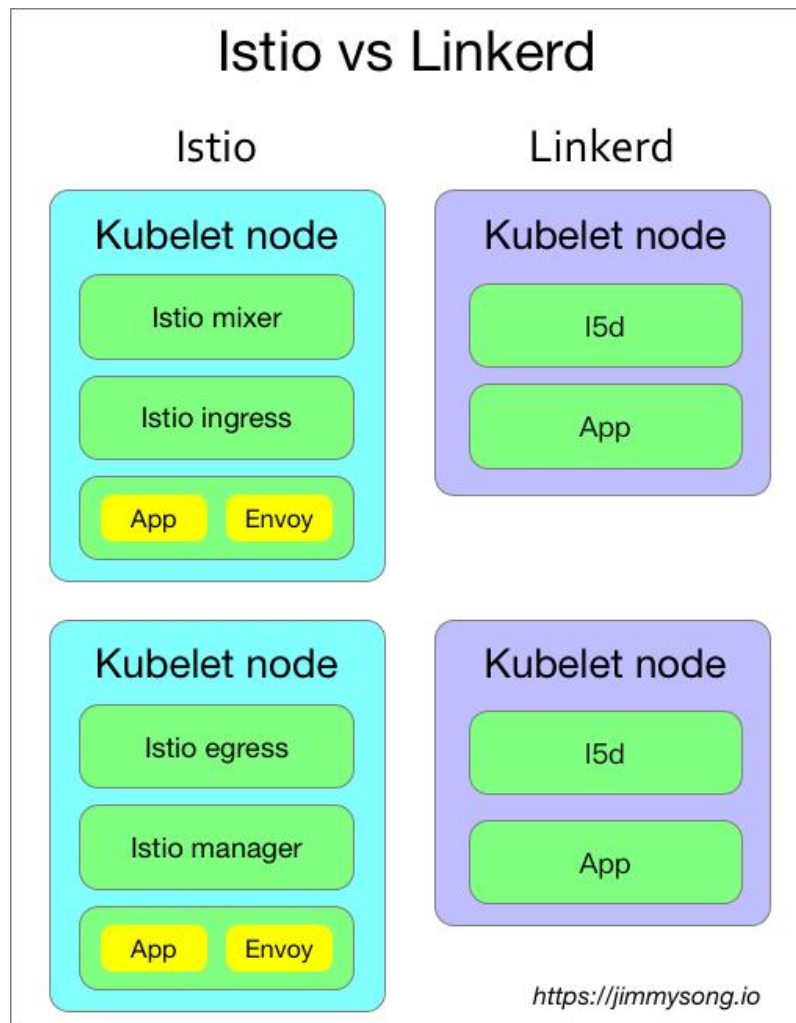 Istio vs Linkerd
Istio
Kubelet node
Istio mixer
Istio ingress
App Envoy
Kubelet node
Istio egress
Istio manager
App Envoy
Linkerd
Kubelet node
l5d
App
Kubelet node
l5d
App
https://jimmysong.io